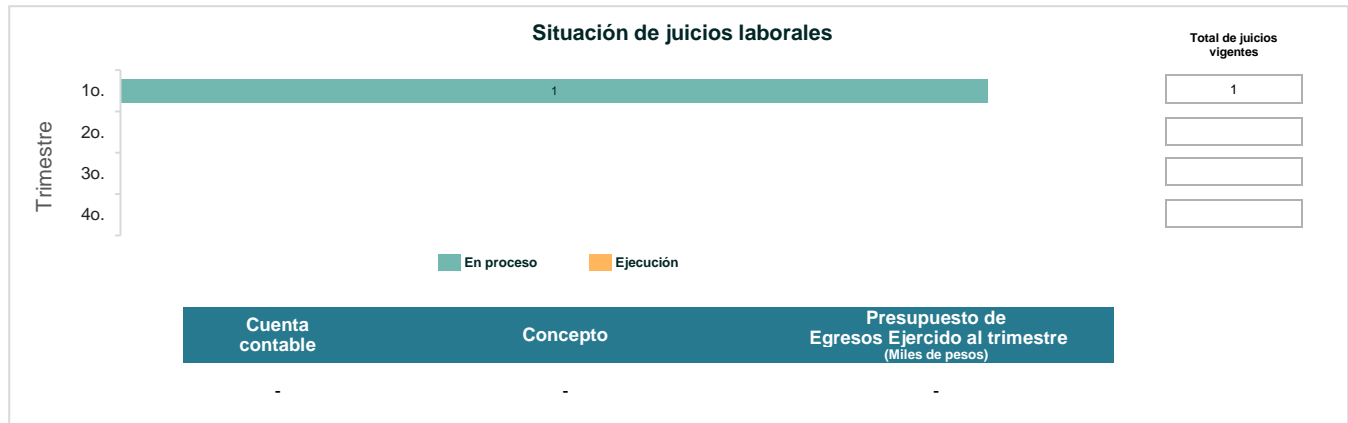 Situación de juicios laborales
Total de juicios
vigentes
Trimestre
1o.
1
1
2o.
3o.
4o.
En proceso
Ejecución
Cuenta
contable
Concepto
Presupuesto de
Egresos Ejercido al trimestre
(Miles de pesos)
-
-
-